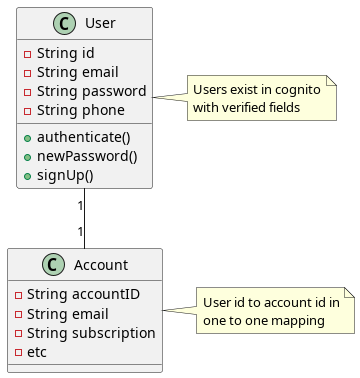 C User
String id
String email
String password
String phone
authenticate()
newPassword()
signUp()
Users exist in cognito
with verified fields
1
1
C Account
String accountID
String email
String subscription
etc
User id to account id in
one to one mapping